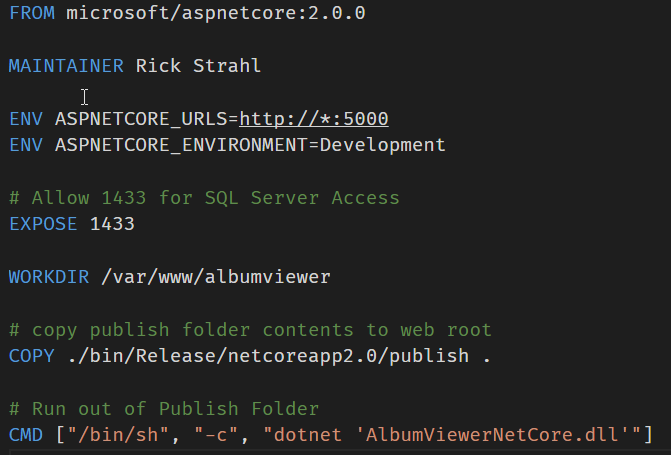 FROM microsoft/aspnetcore:2.0.0
MAINTAINER Rick Strahl
ENV ASPNETCORE_URLS=http://*:5000
ENV ASPNETCORE_ENVIRONMENT=Development
# Allow 1433 for SQL Server Access
EXPOSE 1433
WORKDIR /var/www/albumviewer
# copy publish folder contents to web root
COPY ./bin/Release/netcoreapp2.0/publish .
# Run out of Publish Folder
CMD ["/bin/sh", "-c", "dotnet 'AlbumViewerNetCore.dll'"]